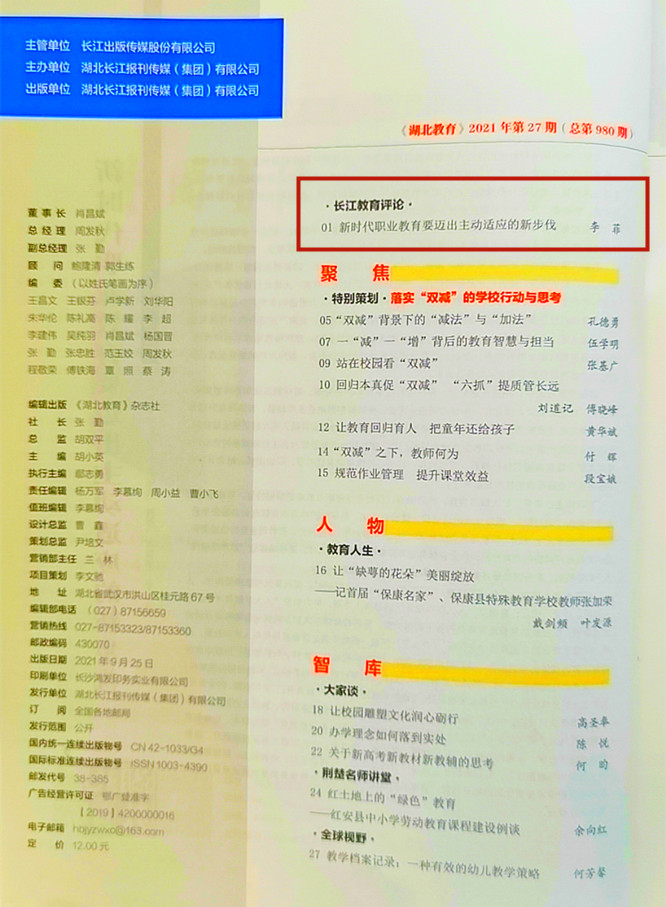 主管单位 长江出版传媒股份有限公司
主办单位 湖北长江报刊传媒（集团）有限公司
出版单位 湖北长江报刊传媒（集团）有限公司
《湖北教育》2021年第27期（总第980期）
董事长 肖昌斌
总经理 周发秋
副总经理 张勤
顾问 鲍隆清 郭生练
编委 （以姓氏笔画为序）
王昌文 王银芬 卢学新 刘华阳
朱华伦 陈礼高 陈耀 李超
李建伟 吴纯羽 肖昌斌 杨国晋
张勤 张忠胜 范玉姣 周发秋
程敬荣 傅铁海 章照 蔡涛
编辑出版 《湖北教育》杂志社
社长 张勤
总监 胡双平
主编 胡小英
执行主编 鄢志勇
责任编辑 杨万军 李慕绚 周小益 曹小飞
值班编辑 李慕绚
设计总监 曹鑫
策划总监 尹培文
营销部主任 三林
项目策划 李文驰
地址 湖北省武汉市洪山区桂元路67号
编辑部电话 （027）87156659
营销热线 027-87153323/87153360
邮政编码 430070
出版日期 2021年9月25日
印刷单位 长沙鸿发印务实业有限公司
发行单位 湖北长江报刊传媒（集团）有限公司
订阅 全国各地邮局
发行范围 公开
国内统一连续出版物号 CN 42-1033/G4
国际标准连续出版物号 ISSN 1003-4390
邮发代号 38-385
广告经营许可证 鄂广登准字
［2019］4200000016
电子邮箱 hbjyzwxc@163.com
定价 12.00元
·长江教育评论·
01 新时代职业教育要迈出主动适应的新步伐 李菲
聚焦
·特别策划·落实“双减”的学校行动与思考
05 “双减”背景下的“减法”与“加法” 孔德勇
07 一“减”一“增”背后的教育智慧与担当 伍学明
09 站在校园看“双减” 张基广
10 回归本真促“双减” “六抓”提质管长远
刘道记 傅晓峰
12 让教育回归育人 把童年还给孩子 黄华斌
14 “双减”之下，教师何为 付辉
15 规范作业管理 提升课堂效益 段宝娥
人物
·教育人生·
16 让“缺萼的花朵”美丽绽放
——记首届“保康名家”、保康县特殊教育学校教师张加荣
戴剑频 叶发源
智库
·大家谈·
18 让校园雕塑文化润心砺行 高圣奉
20 办学理念如何落到实处 陈悦
22 关于新高考新教材新教辅的思考 何昀
·荆楚名师讲堂·
24 红土地上的“绿色”教育
——红安县中小学劳动教育课程建设例谈 余向红
·全球视野·
27 教学档案记录：一种有效的幼儿教学策略 何芳馨